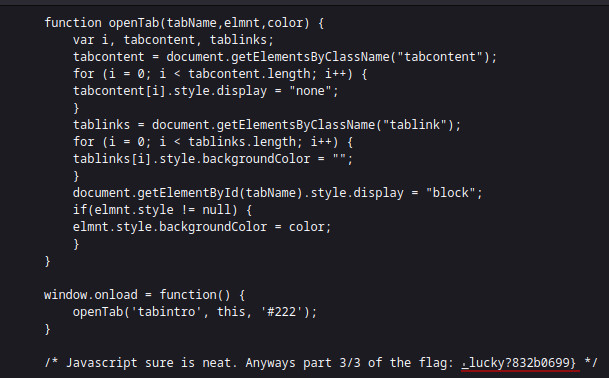 function openTab(tabName,elmnt,color) {
var i, tabcontent, tablinks;
tabcontent = document.getElementsByClassName("tabcontent");
for (i = 0; i < tabcontent.length; i++) {
tabcontent[i].style.display = "none";
}
tablinks = document.getElementsByClassName("tablink");
for (i = 0; i < tablinks.length; i++) {
tablinks[i].style.backgroundColor = "";
}
document.getElementById(tabName).style.display = "block";
if(elmnt.style != null) {
elmnt.style.backgroundColor = color;
}
}
window.onload = function() {
openTab('tabintro', this, '#222');
}
/* Javascript sure is neat. Anyways part 3/3 of the flag: _lucky?832b0699} */